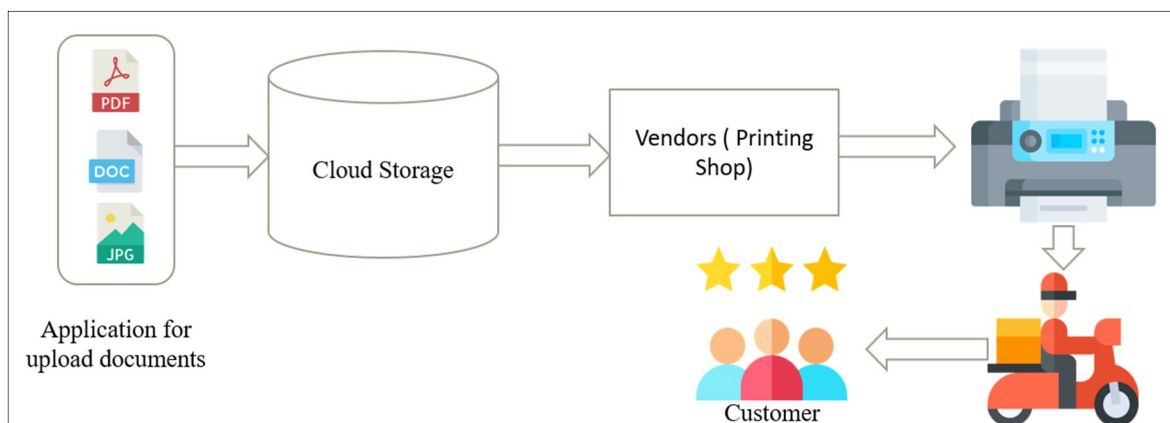 PDF
DOC
JPG
Application for
upload documents
Cloud Storage
Vendors ( Printing
Shop)
Customer